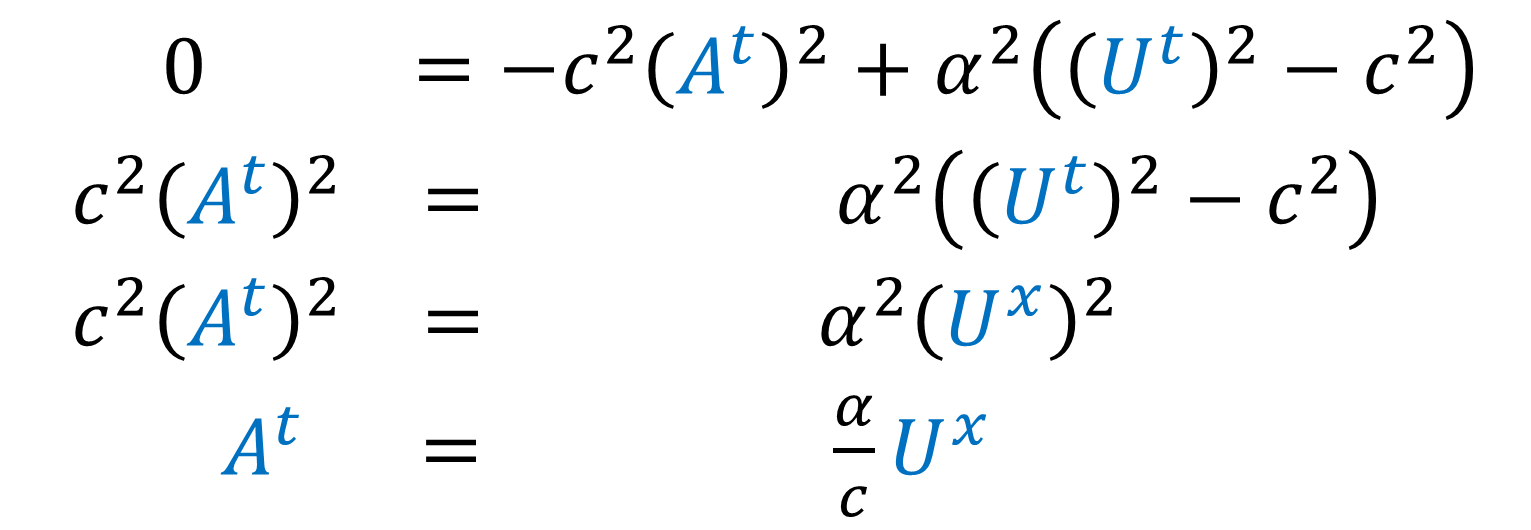 0 = −c²(Aᵗ)² + α²((Uᵗ)² − c²)
c²(Aᵗ)² = α²((Uᵗ)² − c²)
c²(Aᵗ)² = α²(Uˣ)²
Aᵗ = α/c Uˣ